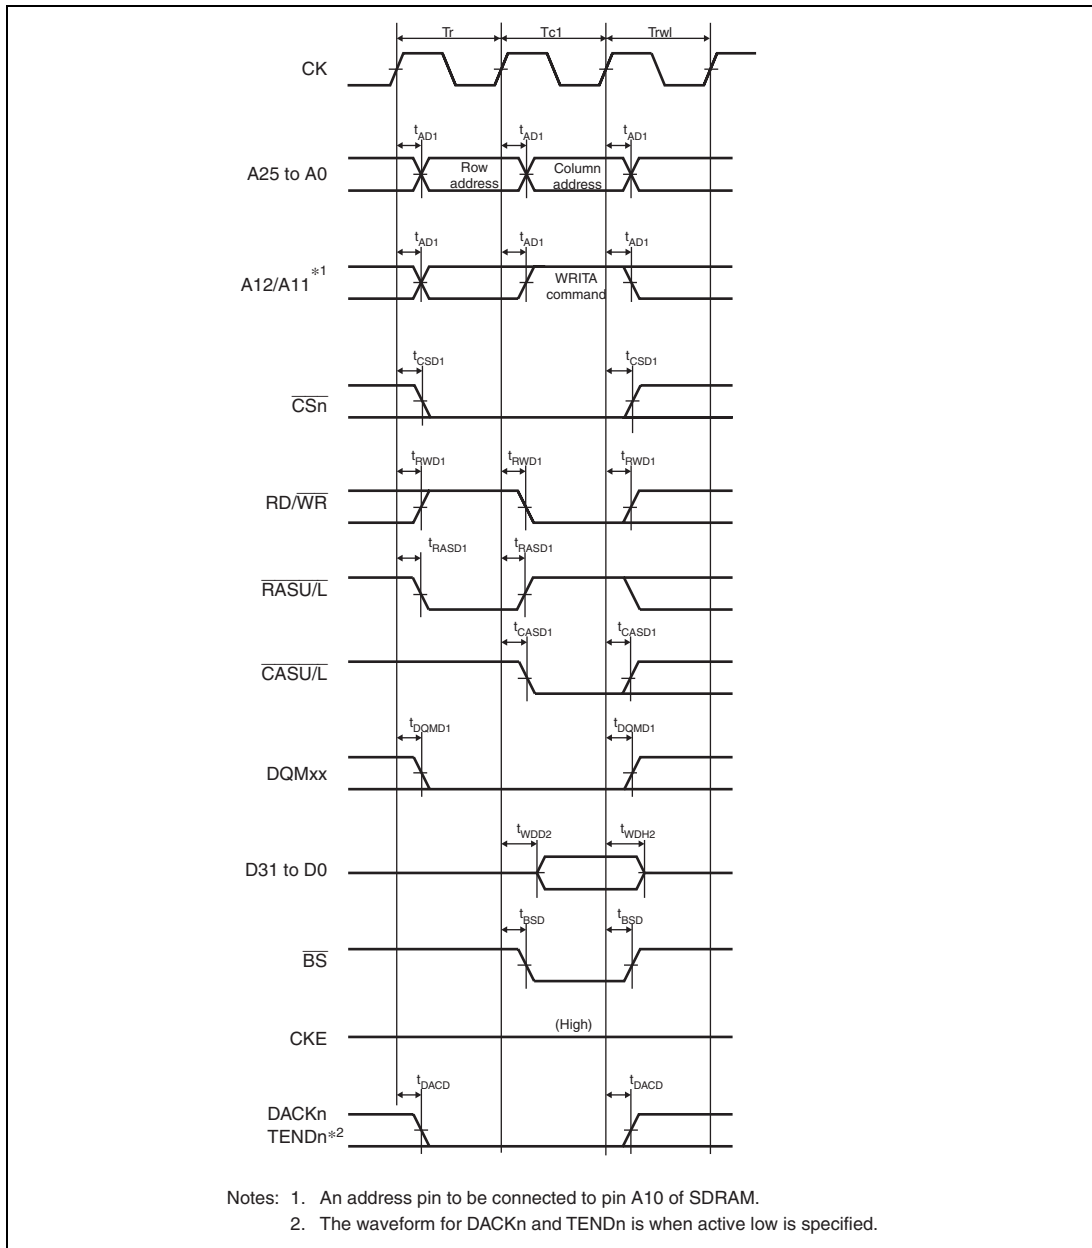 Tr Tc1 Trwl
CK
tAD1 tAD1 tAD1
A25 to A0
Row address
Column address
tAD1 tAD1 tAD1
A12/A11*1
WRITA command
tCSD1 tCSD1
CSn
tRWD1 tRWD1 tRWD1
RD/WR
tRASD1 tRASD1
RASU/L
tCASD1 tCASD1
CASU/L
tDQMD1 tDQMD1
DQMxx
tWDD2 tWDH2
D31 to D0
tBSD tBSD
BS
(High)
CKE
tDACD tDACD
DACKn
TENDn*2
Notes: 1. An address pin to be connected to pin A10 of SDRAM.
2. The waveform for DACKn and TENDn is when active low is specified.